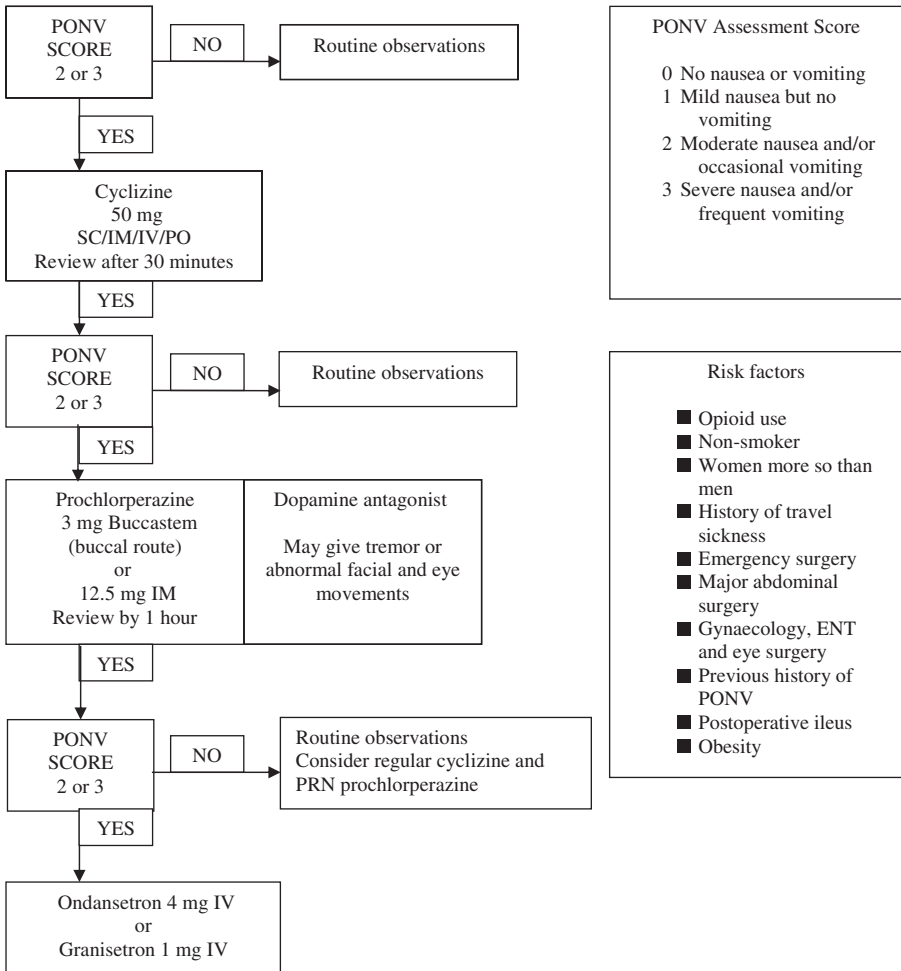 PONV
SCORE
2 or 3
NO
Routine observations
YES
Cyclizine
50 mg
SC/IM/IV/PO
Review after 30 minutes
YES
PONV
SCORE
2 or 3
NO
Routine observations
YES
Prochlorperazine
3 mg Buccastem
(buccal route)
or
12.5 mg IM
Review by 1 hour
Dopamine antagonist
May give tremor or
abnormal facial and eye
movements
YES
PONV
SCORE
2 or 3
NO
Routine observations
Consider regular cyclizine and
PRN prochlorperazine
YES
Ondansetron 4 mg IV
or
Granisetron 1 mg IV
PONV Assessment Score
0 No nausea or vomiting
1 Mild nausea but no
vomiting
2 Moderate nausea and/or
occasional vomiting
3 Severe nausea and/or
frequent vomiting
Risk factors
■ Opioid use
■ Non-smoker
■ Women more so than
men
■ History of travel
sickness
■ Emergency surgery
■ Major abdominal
surgery
■ Gynaecology, ENT
and eye surgery
■ Previous history of
PONV
■ Postoperative ileus
■ Obesity